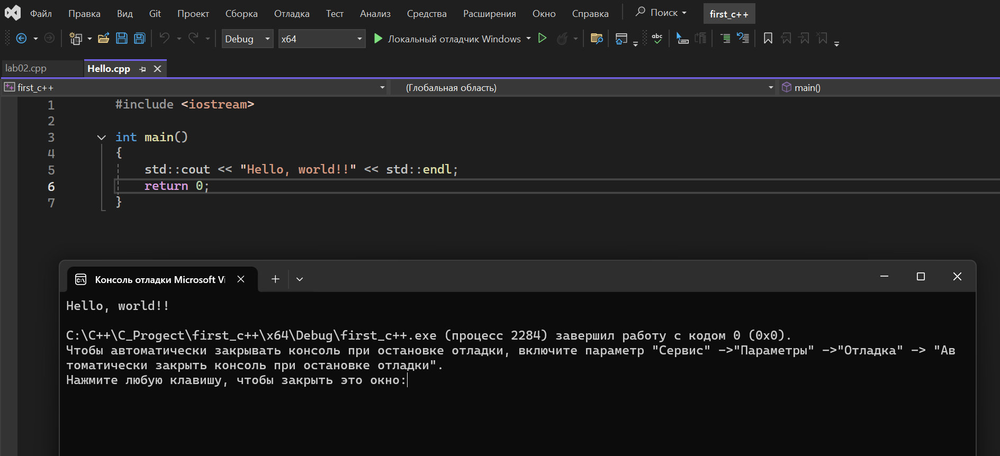 Файл Правка Вид Git Проект Сборка Отладка Тест Анализ Средства Расширения Окно Справка Поиск first_c++
Debug x64 Локальный отладчик Windows abc
lab02.cpp Hello.cpp
first_c++ (Глобальная область) main()
1 #include <iostream>
2
3 int main()
4 {
5 std::cout << "Hello, world!!" << std::endl;
6 return 0;
7 }
C:\ Консоль отладки Microsoft Vi
Hello, world!!
C:\C++\C_Progect\first_c++\x64\Debug\first_c++.exe (процесс 2284) завершил работу с кодом 0 (0x0).
Чтобы автоматически закрывать консоль при остановке отладки, включите параметр "Сервис" ->"Параметры" ->"Отладка" -> "Ав
томатически закрыть консоль при остановке отладки".
Нажмите любую клавишу, чтобы закрыть это окно: